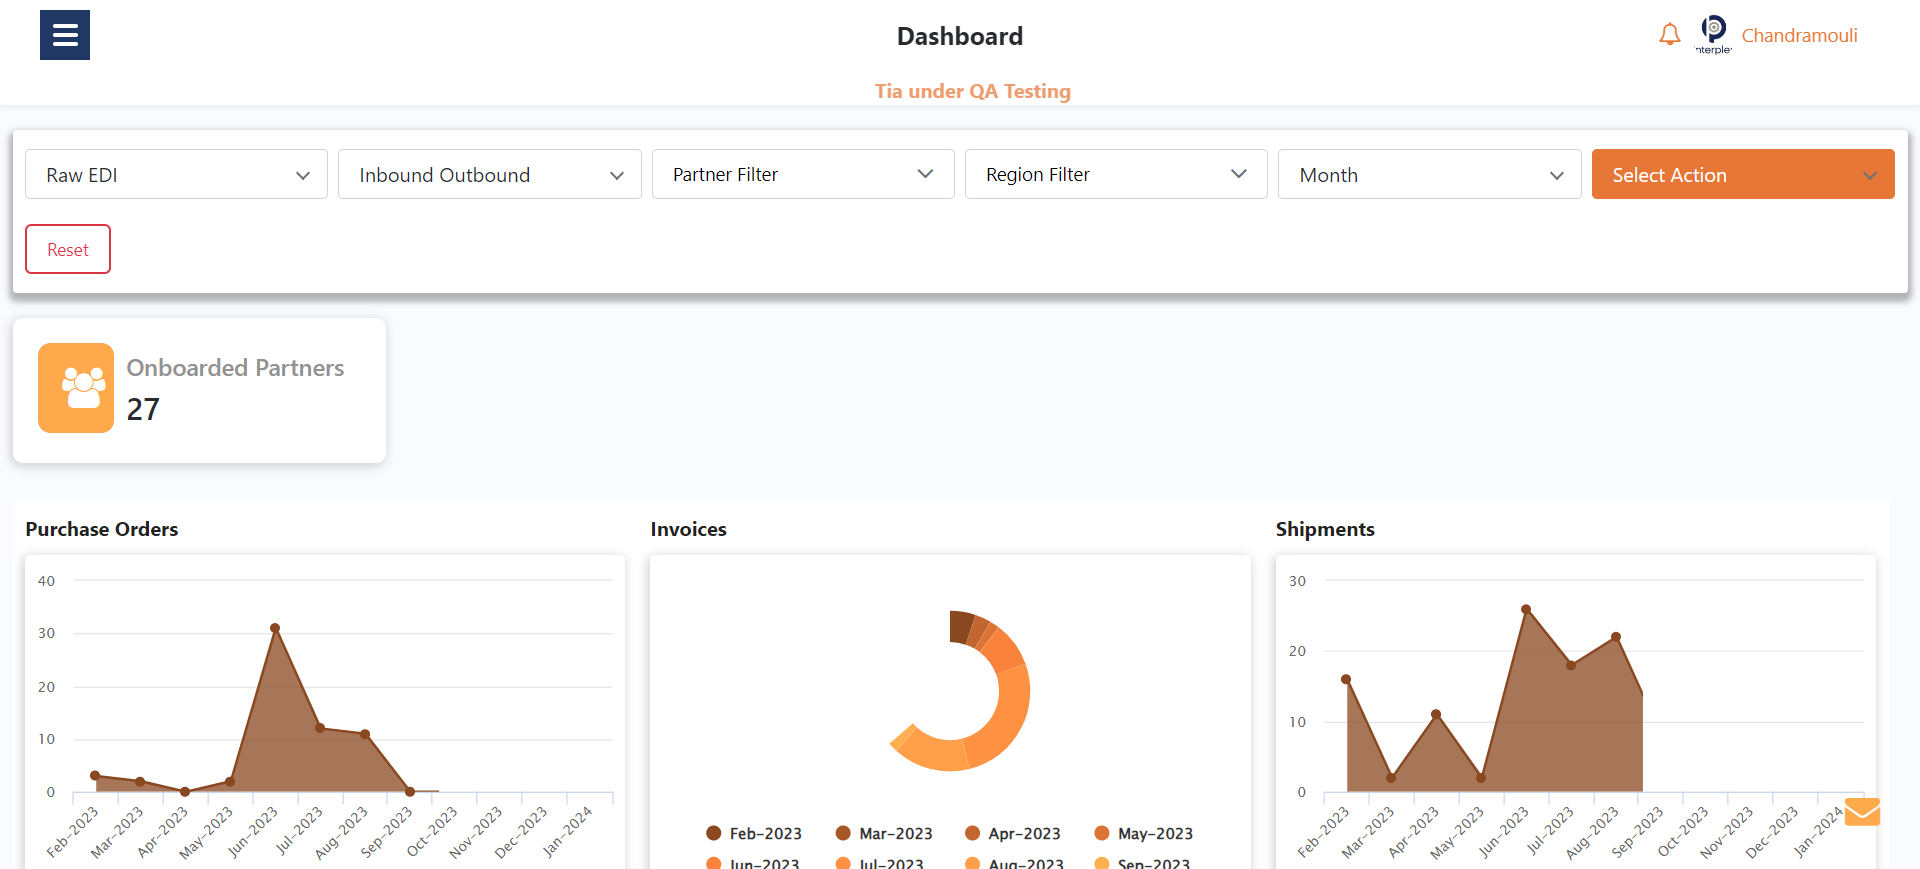 Dashboard
Chandramouli
Tia under QA Testing
Raw EDI
Inbound Outbound
Partner Filter
Region Filter
Month
Select Action
Reset
Onboarded Partners
27
Purchase Orders
40
30
20
10
0
Feb-2023
Mar-2023
Apr-2023
May-2023
Jun-2023
Jul-2023
Aug-2023
Sep-2023
Oct-2023
Nov-2023
Dec-2023
Jan-2024
Invoices
Feb-2023
Mar-2023
Apr-2023
May-2023
Jun-2023
Jul-2023
Aug-2023
Sep-2023
Shipments
30
20
10
0
Feb-2023
Mar-2023
Apr-2023
May-2023
Jun-2023
Jul-2023
Aug-2023
Sep-2023
Oct-2023
Nov-2023
Dec-2023
Jan-2024